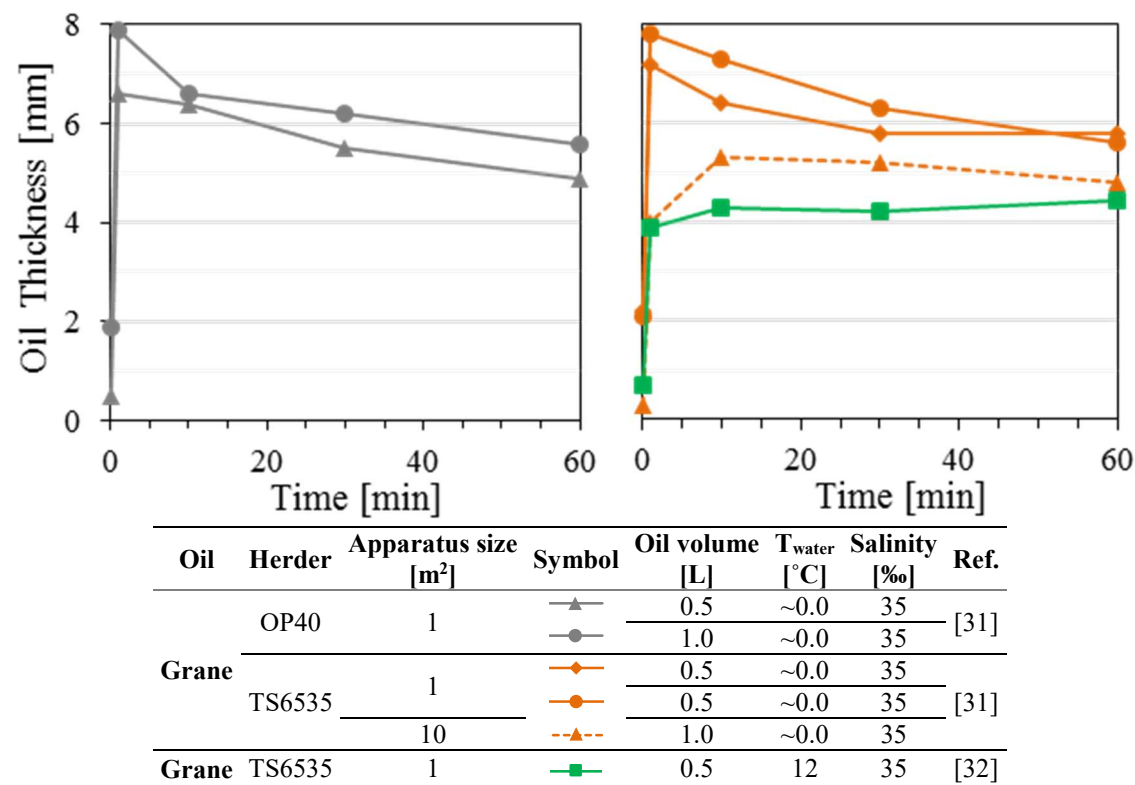 8
6
4
2
0
Oil Thickness [mm]
0 20 40 60
Time [min]
0 20 40 60
Time [min]
Oil Herder Apparatus size [m²] Symbol Oil volume [L] T water [˚C] Salinity [‰] Ref.
Grane OP40 1 0.5 ~0.0 35 [31]
1.0 ~0.0 35
TS6535 1 0.5 ~0.0 35 [31]
0.5 ~0.0 35
10 1.0 ~0.0 35
Grane TS6535 1 0.5 12 35 [32]